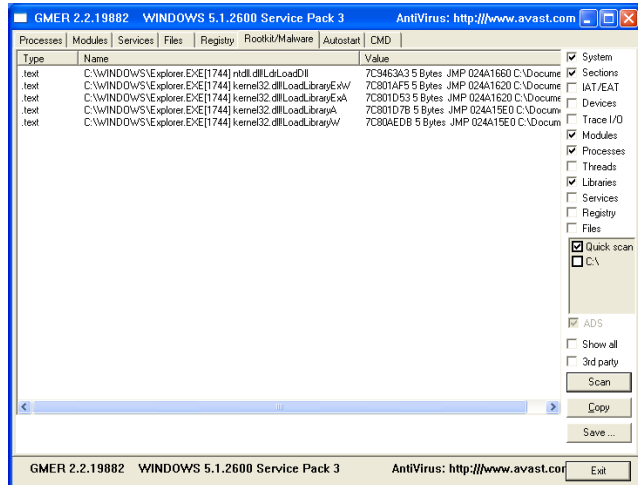 GMER 2.2.19882 WINDOWS 5.1.2600 Service Pack 3 AntiVirus: http:///www.avast.com
Processes Modules Services Files Registry Rootkit/Malware Autostart CMD
Type Name Value
.text C:\WINDOWS\Explorer.EXE[1744] ntdll.dll!LdrLoadDll 7C9463A3 5 Bytes JMP 024A1660 C:\Docume
.text C:\WINDOWS\Explorer.EXE[1744] kernel32.dll!LoadLibraryExW 7C801AF5 5 Bytes JMP 024A1620 C:\Docume
.text C:\WINDOWS\Explorer.EXE[1744] kernel32.dll!LoadLibraryExA 7C801D53 5 Bytes JMP 024A1620 C:\Docume
.text C:\WINDOWS\Explorer.EXE[1744] kernel32.dll!LoadLibraryA 7C801D7B 5 Bytes JMP 024A15E0 C:\Docum
.text C:\WINDOWS\Explorer.EXE[1744] kernel32.dll!LoadLibraryW 7C80AEDB 5 Bytes JMP 024A15E0 C:\Docum
System
Sections
IAT/EAT
Devices
Trace I/O
Modules
Processes
Threads
Libraries
Services
Registry
Files
Quick scan
C:\
ADS
Show all
3rd party
Scan
Copy
Save ...
GMER 2.2.19882 WINDOWS 5.1.2600 Service Pack 3 AntiVirus: http:///www.avast.cor
Exit